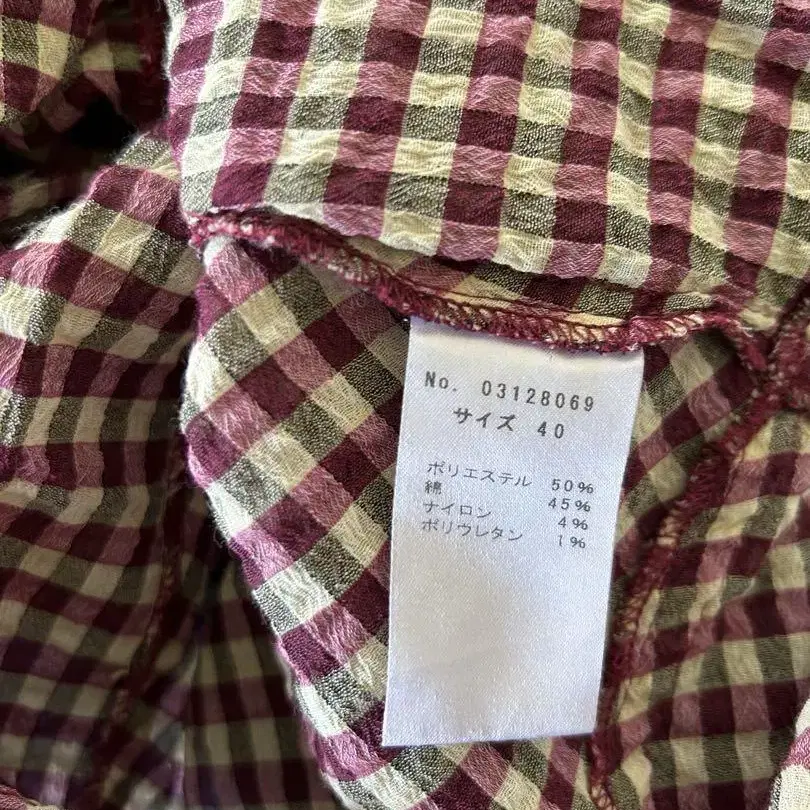 No. 03128069
サイズ 40
ポリエステル 50%
綿 45%
ナイロン 4%
ポリウレタン 1%